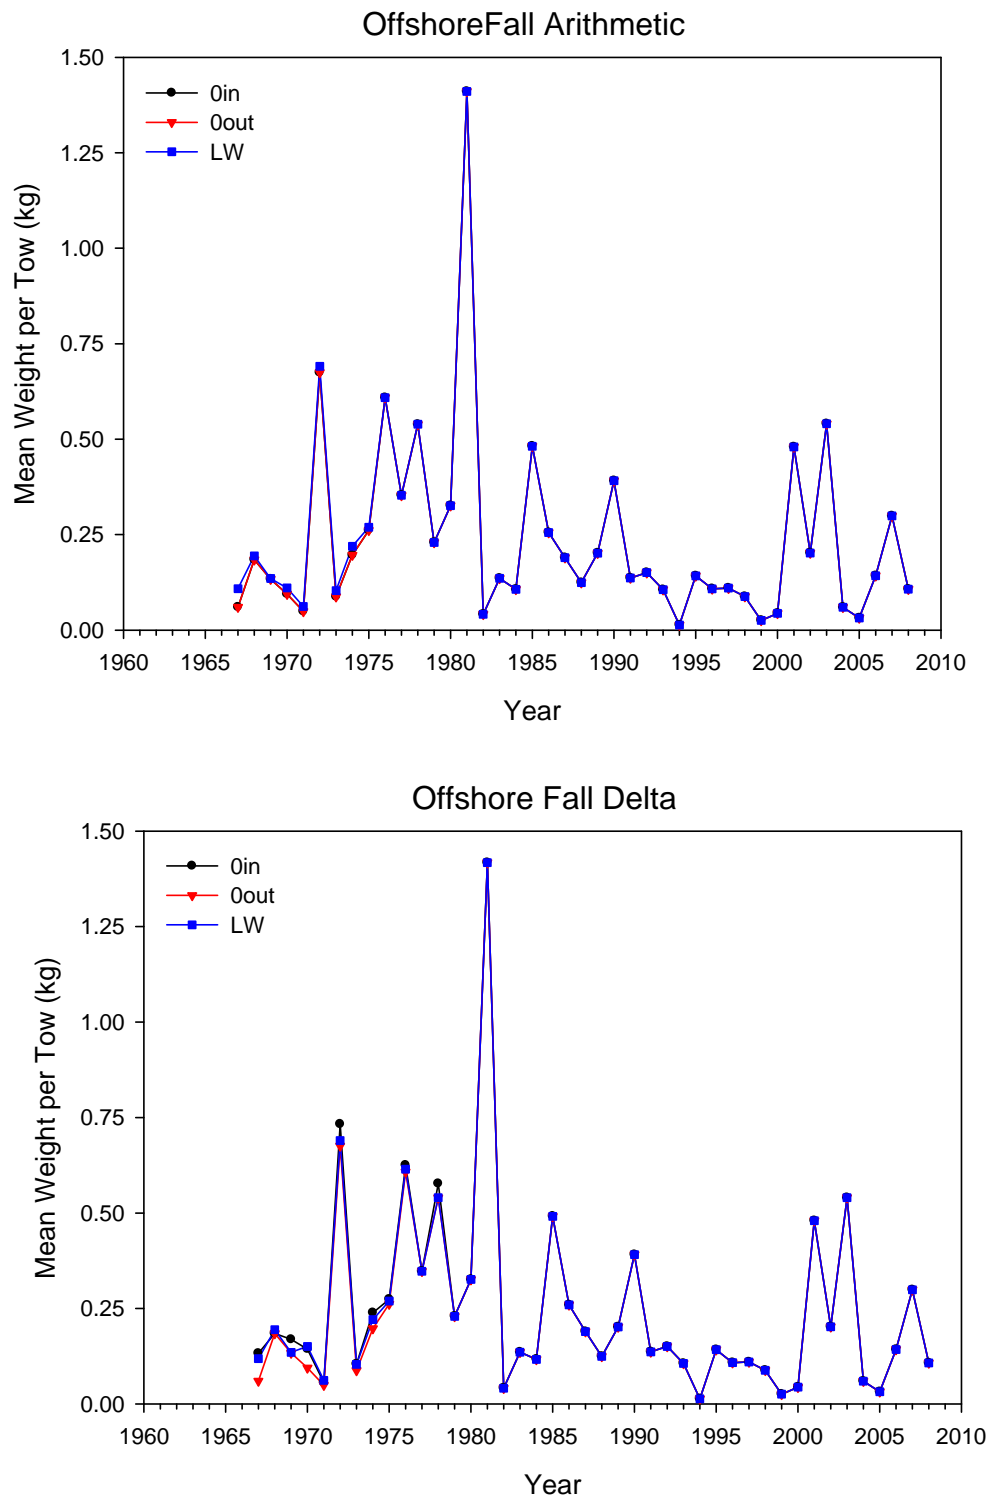 OffshoreFall Arithmetic
1.50
1.25
1.00
0.75
0.50
0.25
0.00
Mean Weight per Tow (kg)
0in
0out
LW
1960 1965 1970 1975 1980 1985 1990 1995 2000 2005 2010
Year
Offshore Fall Delta
1.50
1.25
1.00
0.75
0.50
0.25
0.00
Mean Weight per Tow (kg)
0in
0out
LW
1960 1965 1970 1975 1980 1985 1990 1995 2000 2005 2010
Year